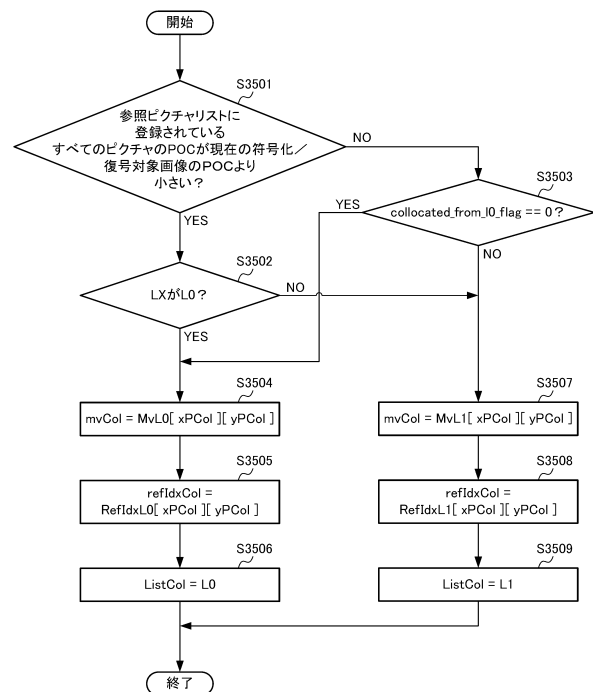 開始
S3501
参照ピクチャリストに
登録されている
すべてのピクチャのPOCが現在の符号化／
復号対象画像のPOCより
小さい？
NO
YES
S3503
collocated_from_l0_flag == 0？
YES
NO
S3502
LXがL0？
NO
YES
S3504
mvCol = MvL0[ xPCol ][ yPCol ]
S3505
refIdxCol =
RefIdxL0[ xPCol ][ yPCol ]
S3506
ListCol = L0
S3507
mvCol = MvL1[ xPCol ][ yPCol ]
S3508
refIdxCol =
RefIdxL1[ xPCol ][ yPCol ]
S3509
ListCol = L1
終了